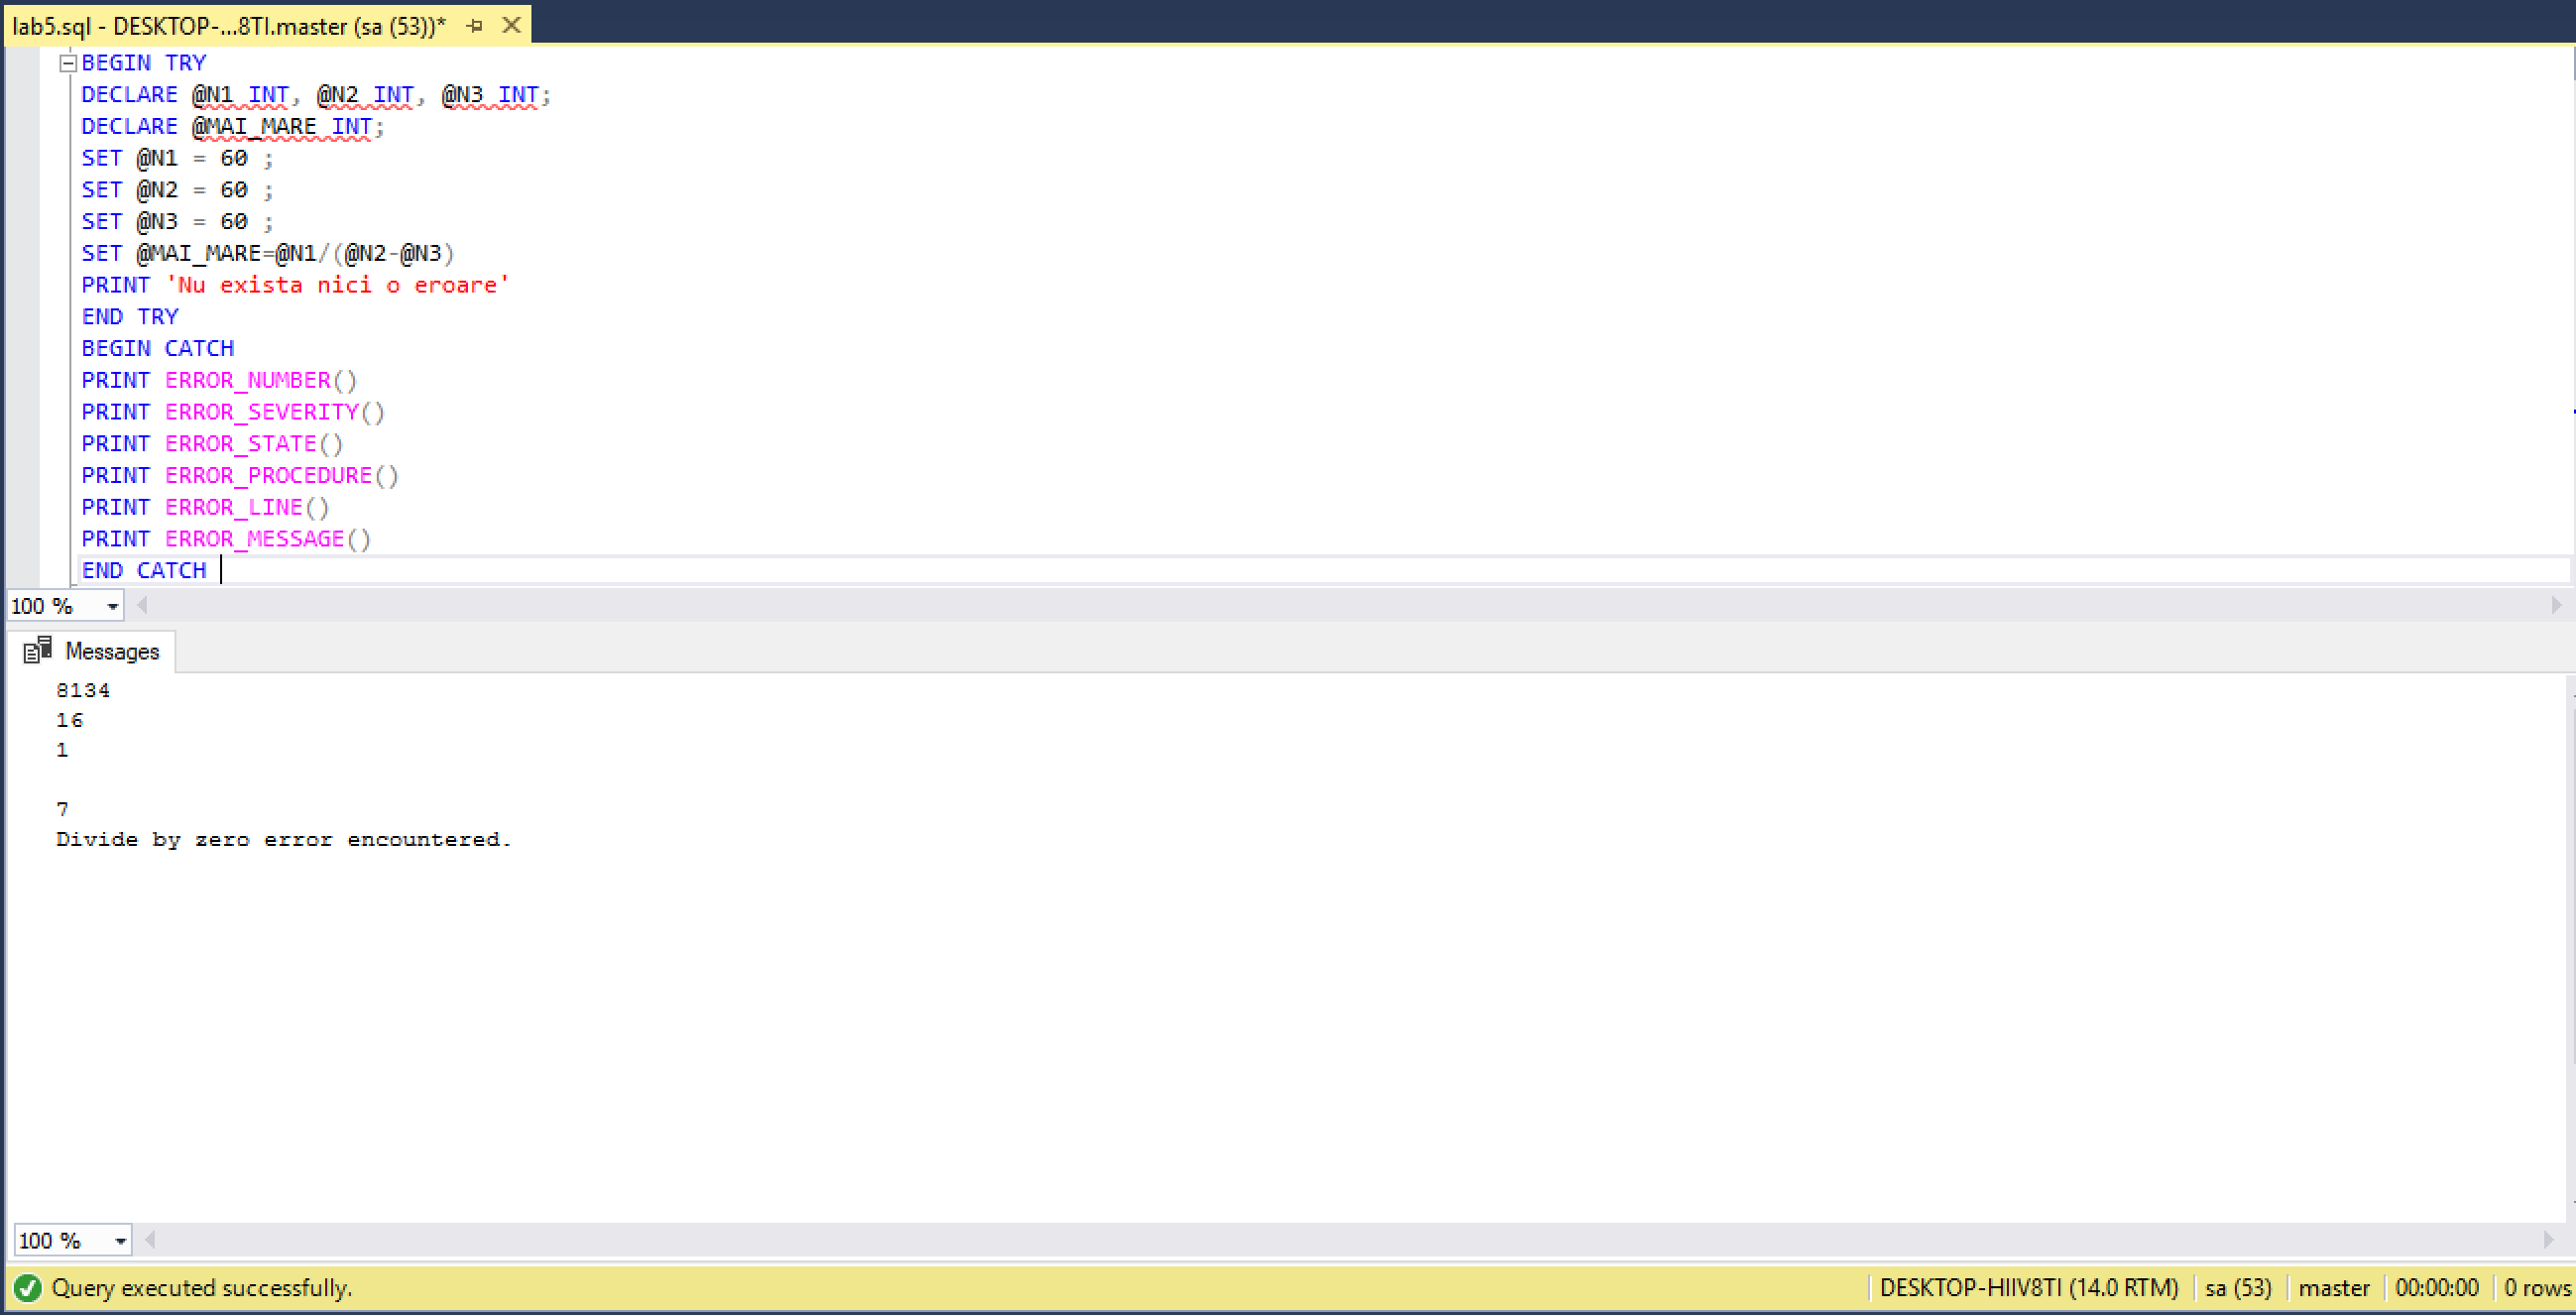 lab5.sql - DESKTOP-...8TI.master (sa (53))*
BEGIN TRY
DECLARE @N1 INT, @N2 INT, @N3 INT;
DECLARE @MAI_MARE INT;
SET @N1 = 60 ;
SET @N2 = 60 ;
SET @N3 = 60 ;
SET @MAI_MARE=@N1/(@N2-@N3)
PRINT 'Nu exista nici o eroare'
END TRY
BEGIN CATCH
PRINT ERROR_NUMBER()
PRINT ERROR_SEVERITY()
PRINT ERROR_STATE()
PRINT ERROR_PROCEDURE()
PRINT ERROR_LINE()
PRINT ERROR_MESSAGE()
END CATCH
100 %
Messages
8134
16
1
7
Divide by zero error encountered.
100 %
Query executed successfully. DESKTOP-HIIV8TI (14.0 RTM) sa (53) master 00:00:00 0 rows